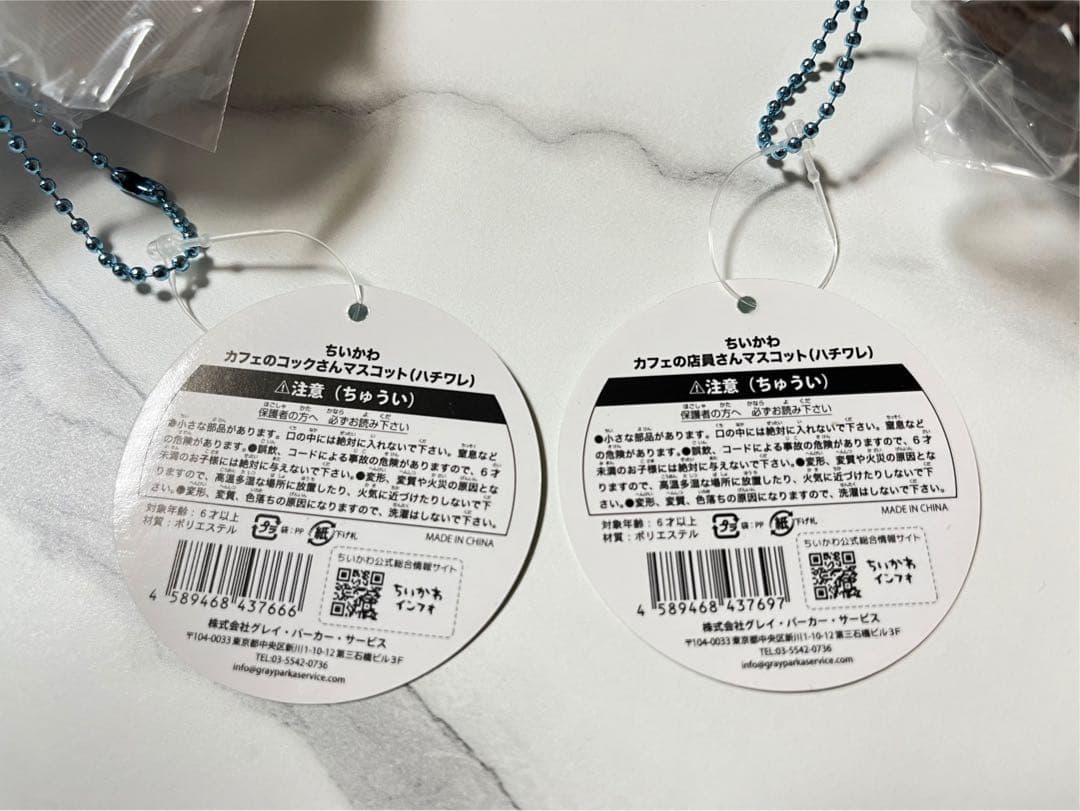 ちいかわ
カフェのコックさんマスコット(ハチワレ)
⚠注意(ちゅうい)
保護者の方へ 必ずお読み下さい
●小さな部品があります。口の中には絶対に入れないで下さい。窒息など
の危険があります。●誤飲、コードによる事故の危険がありますので、6才
未満のお子様には絶対に与えないで下さい。●変形、変質や火災の原因とな
りますので、高温多湿な場所に放置したり、火気に近づけたりしないで下
さい。●変形、変質、色落ちの原因になりますので、洗濯はしないで下さい。
対象年齢:6才以上
材質:ポリエステル
プラ 袋:PP 紙 下げ札
MADE IN CHINA
4 589468 437666
ちいかわ公式総合情報サイト
ちいかわ
インフォ
株式会社グレイ・パーカー・サービス
〒104-0033 東京都中央区新川1-10-12 第三石橋ビル3F
TEL:03-5542-0736
info@grayparkaservice.com
ちいかわ
カフェの店員さんマスコット(ハチワレ)
⚠注意(ちゅうい)
保護者の方へ 必ずお読み下さい
●小さな部品があります。口の中には絶対に入れないで下さい。窒息など
の危険があります。●誤飲、コードによる事故の危険がありますので、6才
未満のお子様には絶対に与えないで下さい。●変形、変質や火災の原因とな
りますので、高温多湿な場所に放置したり、火気に近づけたりしないで下
さい。●変形、変質、色落ちの原因になりますので、洗濯はしないで下さい。
対象年齢:6才以上
材質:ポリエステル
プラ 袋:PP 紙 下げ札
MADE IN CHINA
4 589468 437697
ちいかわ公式総合情報サイト
ちいかわ
インフォ
株式会社グレイ・パーカー・サービス
〒104-0033 東京都中央区新川1-10-12 第三石橋ビル3F
TEL:03-5542-0736
info@grayparkaservice.com